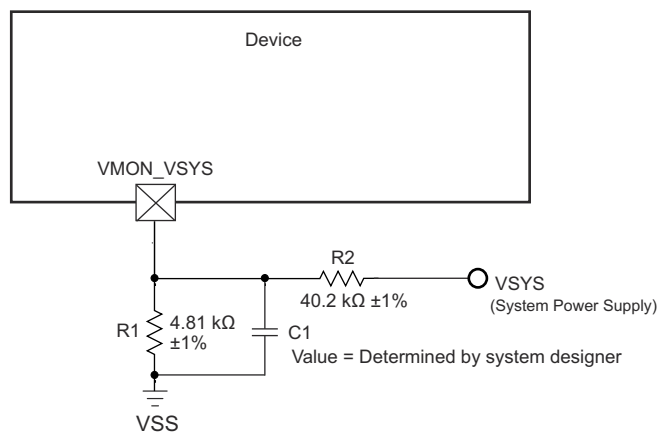 Device
VMON_VSYS
R2
40.2 kΩ ±1%
VSYS
(System Power Supply)
R1
4.81 kΩ
±1%
C1
Value = Determined by system designer
VSS